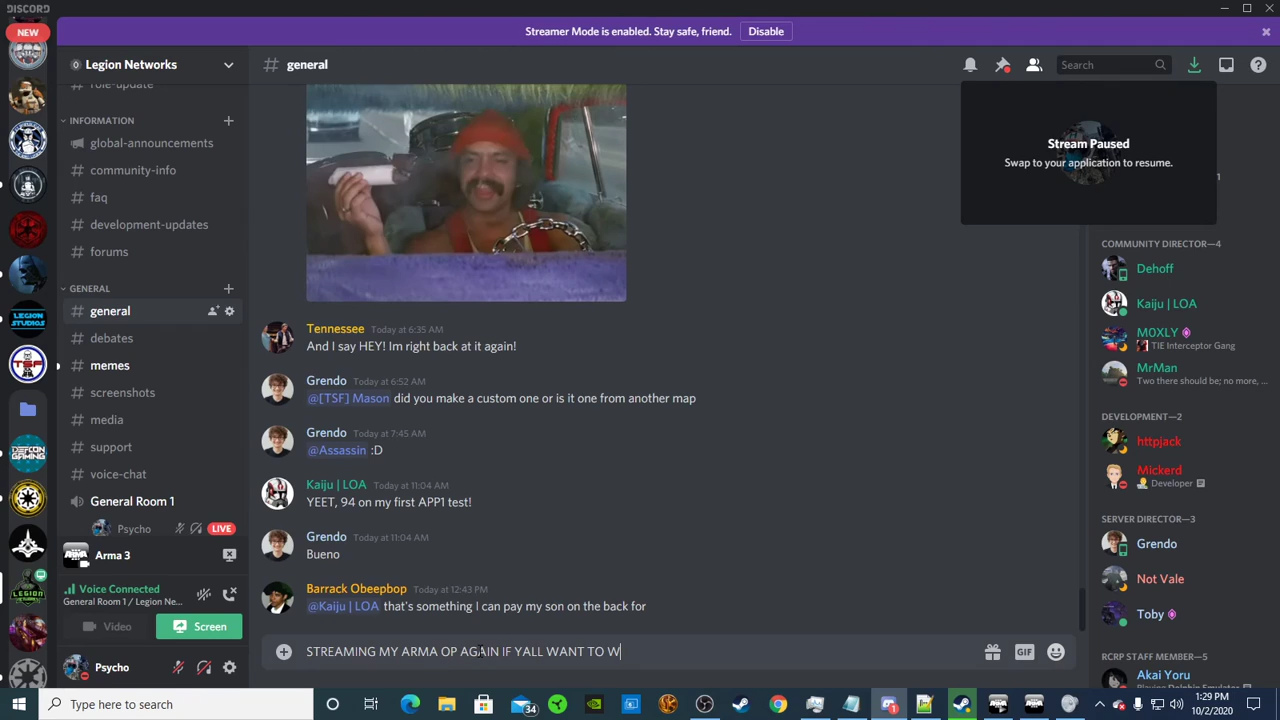 DISCORD
NEW
Streamer Mode is enabled. Stay safe, friend.
Disable
Legion Networks
general
Search
role-update
INFORMATION
global-announcements
community-info
faq
development-updates
forums
GENERAL
general
debates
memes
screenshots
media
support
voice-chat
General Room 1
Psycho
LIVE
Arma 3
Voice Connected
General Room 1 / Legion Ne...
Video
Screen
Psycho
Tennessee Today at 6:35 AM
And I say HEY! Im right back at it again!
Grendo Today at 6:52 AM
@[TSF] Mason did you make a custom one or is it one from another map
Grendo Today at 7:45 AM
@Assassin :D
Kaiju | LOA Today at 11:04 AM
YEET, 94 on my first APP1 test!
Grendo Today at 11:04 AM
Bueno
Barrack Obeepbop Today at 12:43 PM
@Kaiju | LOA that's something I can pay my son on the back for
STREAMING MY ARMA OP AGAIN IF YALL WANT TO W
GIF
Stream Paused
Swap to your application to resume.
COMMUNITY DIRECTOR—4
Dehoff
Kaiju | LOA
M0XLY
TIE Interceptor Gang
MrMan
Two there should be; no more, ...
DEVELOPMENT—2
httpjack
Mickerd
Developer
SERVER DIRECTOR—3
Grendo
Not Vale
Toby
RCRP STAFF MEMBER—5
Akai Yoru
LEGION STUDIOS
TSF
DEFCON GAMING
LEGION
Type here to search
34
1
1:29 PM
10/2/2020